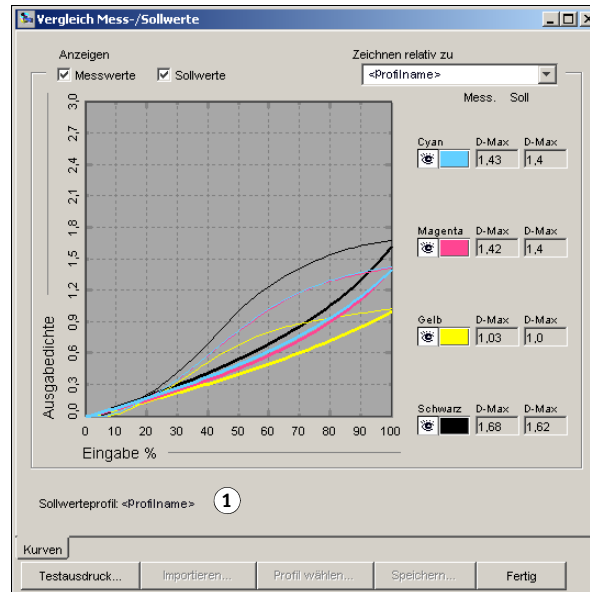 Vergleich Mess-/Sollwerte
Anzeigen
Messwerte
Sollwerte
Zeichnen relativ zu
<Profilname>
Mess. Soll
Cyan D-Max D-Max
1,43 1,4
Magenta D-Max D-Max
1,42 1,4
Gelb D-Max D-Max
1,03 1,0
Schwarz D-Max D-Max
1,68 1,62
Ausgabedichte
3,0
2,7
2,4
2,1
1,8
1,5
1,2
0,9
0,6
0,3
0,0
0 10 20 30 40 50 60 70 80 90 100
Eingabe %
Sollwerteprofil: <Profilname>
1
Kurven
Testausdruck...
Importieren...
Profil wählen...
Speichern...
Fertig